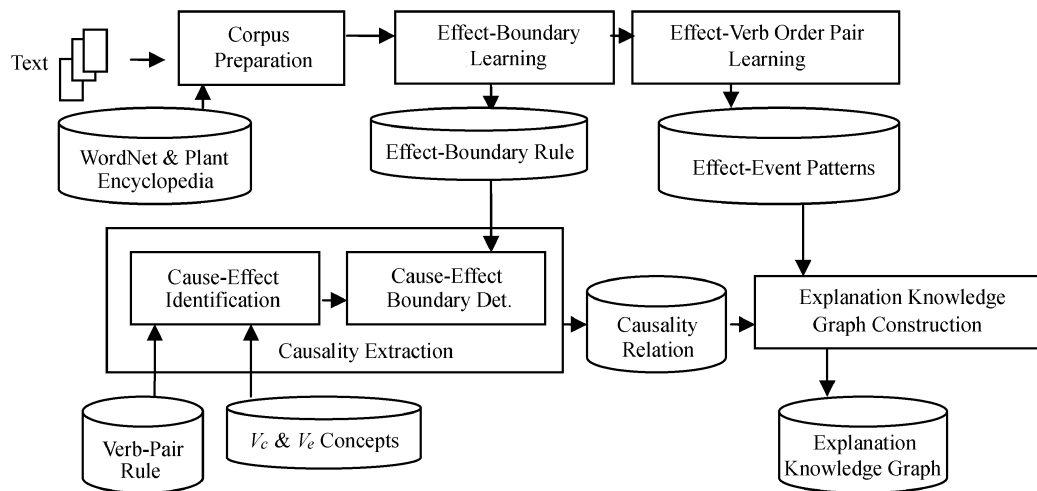 Text
Corpus
Preparation
Effect-Boundary
Learning
Effect-Verb Order Pair
Learning
WordNet & Plant
Encyclopedia
Effect-Boundary Rule
Effect-Event Patterns
Cause-Effect
Identification
Cause-Effect
Boundary Det.
Causality Extraction
Causality
Relation
Explanation Knowledge
Graph Construction
Verb-Pair
Rule
Vc & Ve Concepts
Explanation
Knowledge Graph